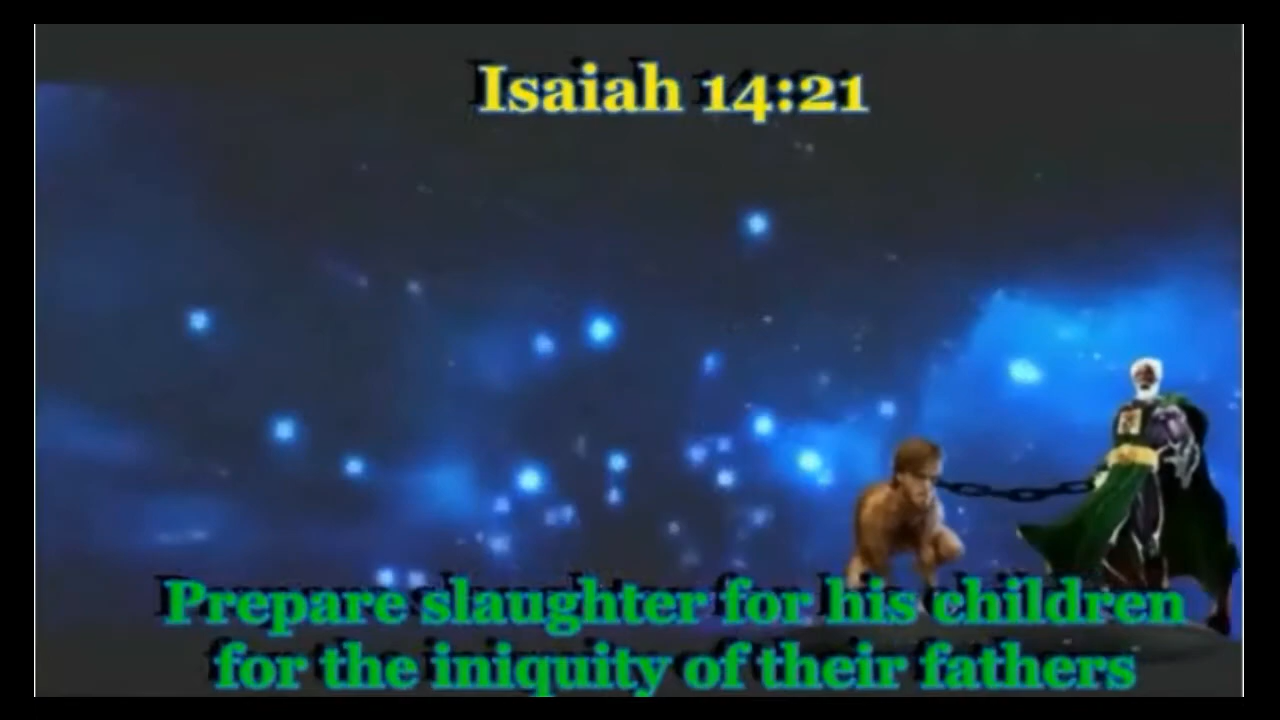 Isaiah 14:21
Prepare slaughter for his children
for the iniquity of their fathers